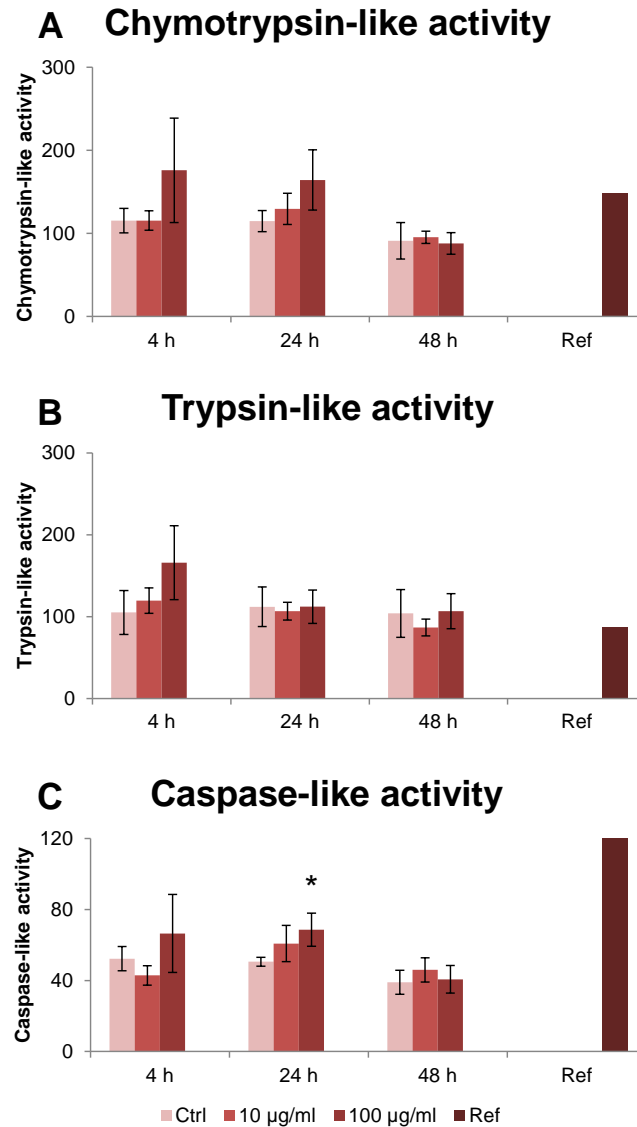 A Chymotrypsin-like activity
Chymotrypsin-like activity
300
200
100
0
4 h 24 h 48 h Ref
B Trypsin-like activity
Trypsin-like activity
300
200
100
0
4 h 24 h 48 h Ref
C Caspase-like activity
Caspase-like activity
120
80
40
0
*
4 h 24 h 48 h Ref
Ctrl 10 µg/ml 100 µg/ml Ref